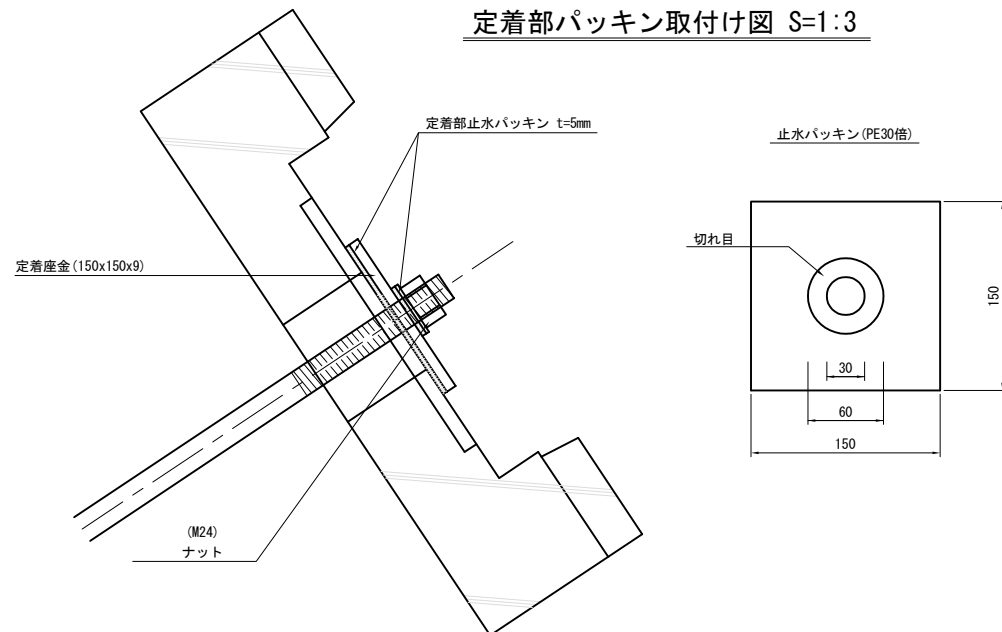 定着部パッキン取付け図 S=1:3
定着部止水パッキン t=5mm
止水パッキン(PE30倍)
切れ目
定着座金(150x150x9)
150
30
60
150
(M24)
ナット